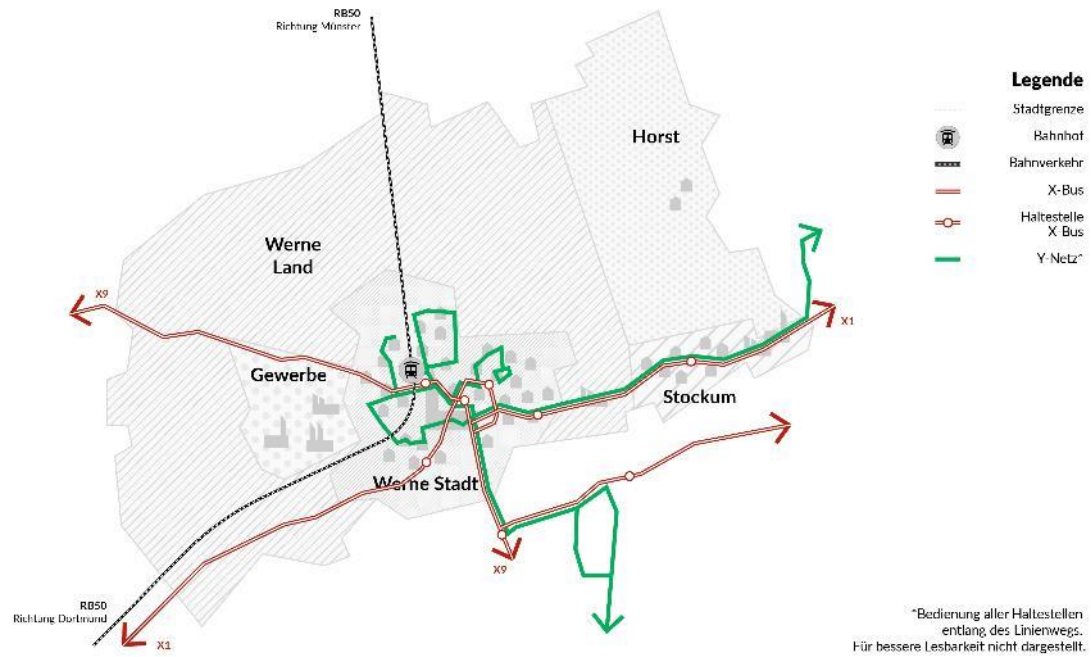 RB50
Richtung Münster
Horst
Werne
Land
X9
Gewerbe
X1
Stockum
Werne Stadt
X9
RB50
Richtung Dortmund
X1
Legende
Stadtgrenze
Bahnhof
Bahnverkehr
X-Bus
Haltestelle
X-Bus
Y-Netz*
*Bedienung aller Haltestellen
entlang des Linienwegs.
Für bessere Lesbarkeit nicht dargestellt.